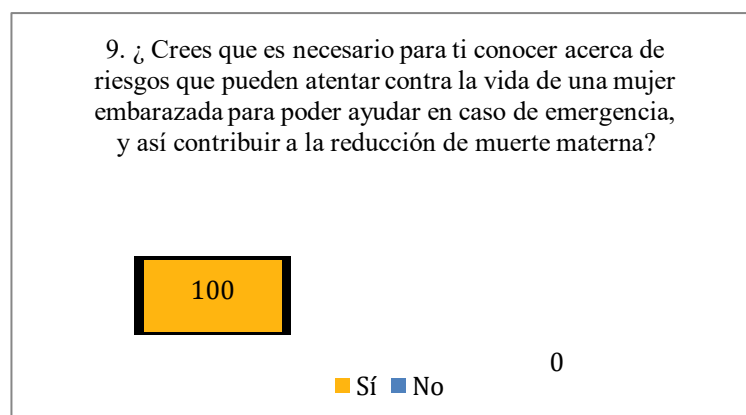 9. ¿ Crees que es necesario para ti conocer acerca de
riesgos que pueden atentar contra la vida de una mujer
embarazada para poder ayudar en caso de emergencia,
y así contribuir a la reducción de muerte materna?
100
0
Sí No